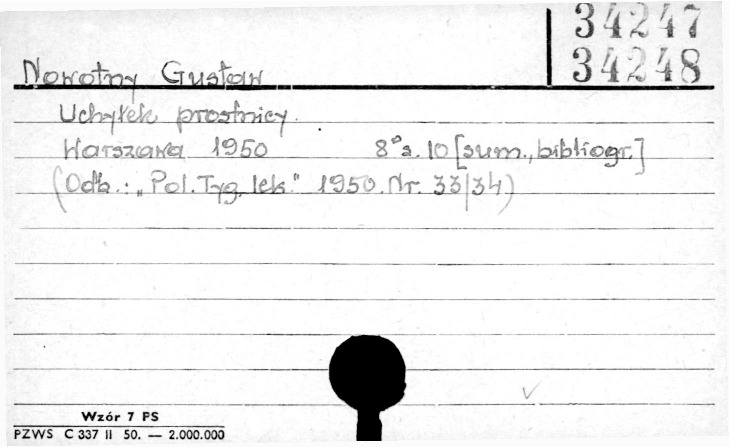 34247
34248
Nowotny Gustaw
Uchyłek prostnicy.
Warszawa 1950 8° s. 10 [sum., bibliogr.]
(Odb.: „Pol. Tyg. lek." 1950. Nr. 33/34)
Wzór 7 PS
PZWS C 337 II 50. — 2.000.000